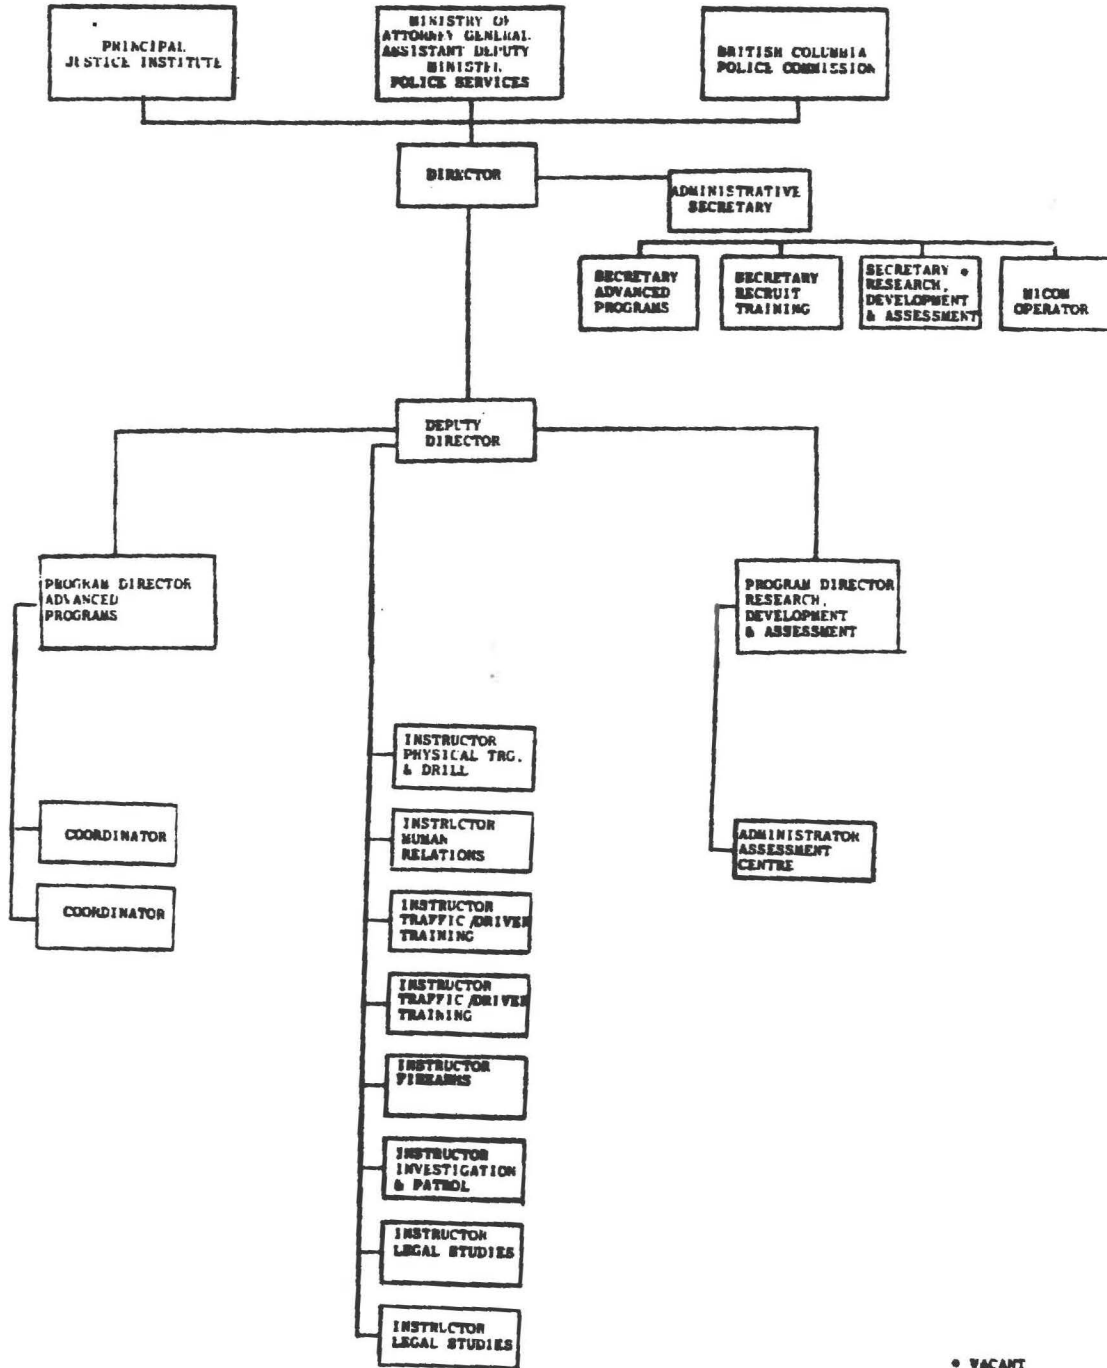 PRINCIPAL
JUSTICE INSTITUTE
MINISTRY OF
ATTORNEY GENERAL
ASSISTANT DEPUTY
MINISTER
POLICE SERVICES
BRITISH COLUMBIA
POLICE COMMISSION
DIRECTOR
ADMINISTRATIVE
SECRETARY
SECRETARY
ADVANCED
PROGRAMS
SECRETARY
RECRUIT
TRAINING
SECRETARY •
RESEARCH,
DEVELOPMENT
& ASSESSMENT
MICOM
OPERATOR
DEPUTY
DIRECTOR
PROGRAM DIRECTOR
ADVANCED
PROGRAMS
PROGRAM DIRECTOR
RESEARCH,
DEVELOPMENT
& ASSESSMENT
INSTRUCTOR
PHYSICAL TRG.
& DRILL
COORDINATOR
INSTRUCTOR
HUMAN
RELATIONS
ADMINISTRATOR
ASSESSMENT
CENTRE
COORDINATOR
INSTRUCTOR
TRAFFIC/DRIVER
TRAINING
INSTRUCTOR
TRAFFIC/DRIVER
TRAINING
INSTRUCTOR
FIREARMS
INSTRUCTOR
INVESTIGATION
& PATROL
INSTRUCTOR
LEGAL STUDIES
INSTRUCTOR
LEGAL STUDIES
• VACANT